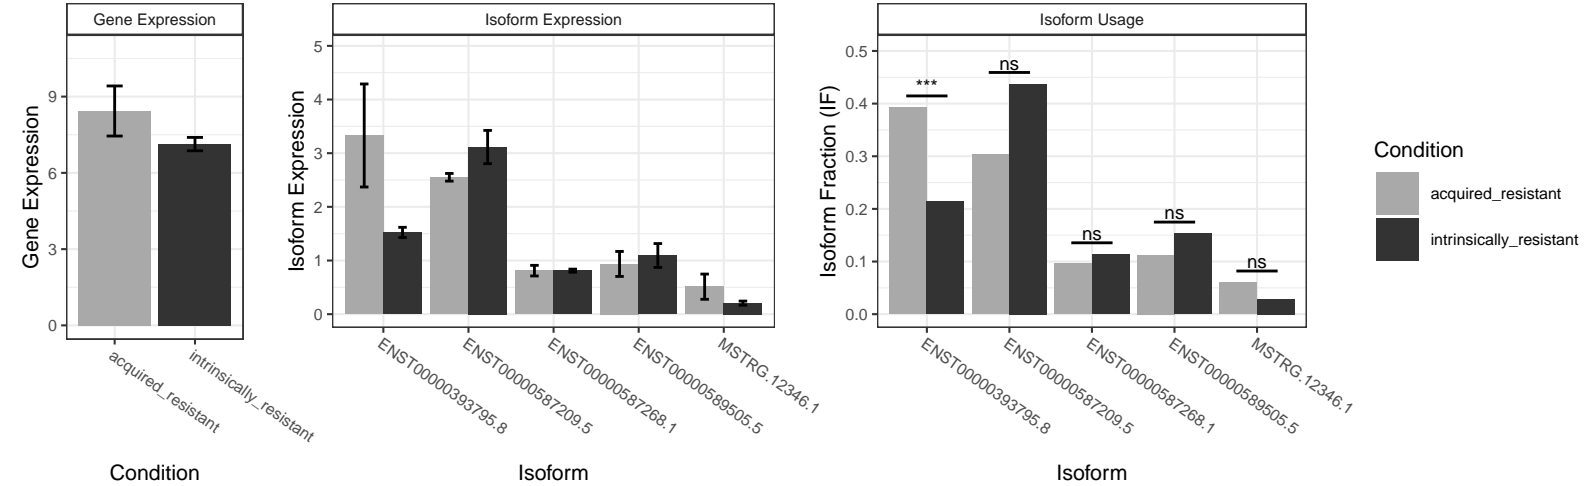 Gene Expression
Isoform Expression
Isoform Usage
Gene Expression
9
6
3
0
acquired_resistant
intrinsically_resistant
Condition
Isoform Expression
5
4
3
2
1
0
ENST00000393795.8
ENST00000587209.5
ENST00000587268.1
ENST00000589505.5
MSTRG.12346.1
Isoform
Isoform Fraction (IF)
0.5
0.4
0.3
0.2
0.1
0.0
***
ns
ns
ns
ns
ENST00000393795.8
ENST00000587209.5
ENST00000587268.1
ENST00000589505.5
MSTRG.12346.1
Isoform
Condition
acquired_resistant
intrinsically_resistant